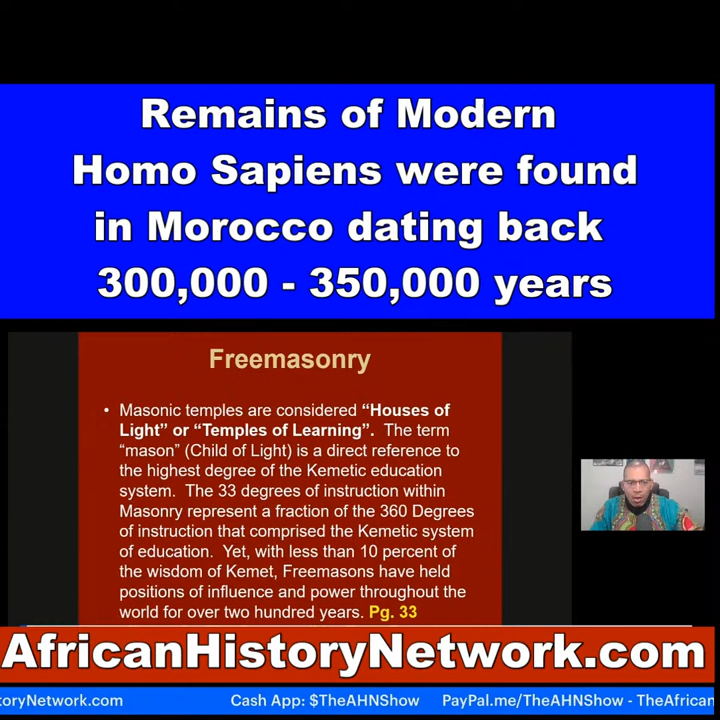 Remains of Modern
Homo Sapiens were found
in Morocco dating back
300,000 - 350,000 years
Freemasonry
• Masonic temples are considered “Houses of
Light” or “Temples of Learning”. The term
“mason” (Child of Light) is a direct reference to
the highest degree of the Kemetic education
system. The 33 degrees of instruction within
Masonry represent a fraction of the 360 Degrees
of instruction that comprised the Kemetic system
of education. Yet, with less than 10 percent of
the wisdom of Kemet, Freemasons have held
positions of influence and power throughout the
world for over two hundred years. Pg. 33
AfricanHistoryNetwork.com
toryNetwork.com Cash App: $TheAHNShow PayPal.me/TheAHNShow - TheAfrican